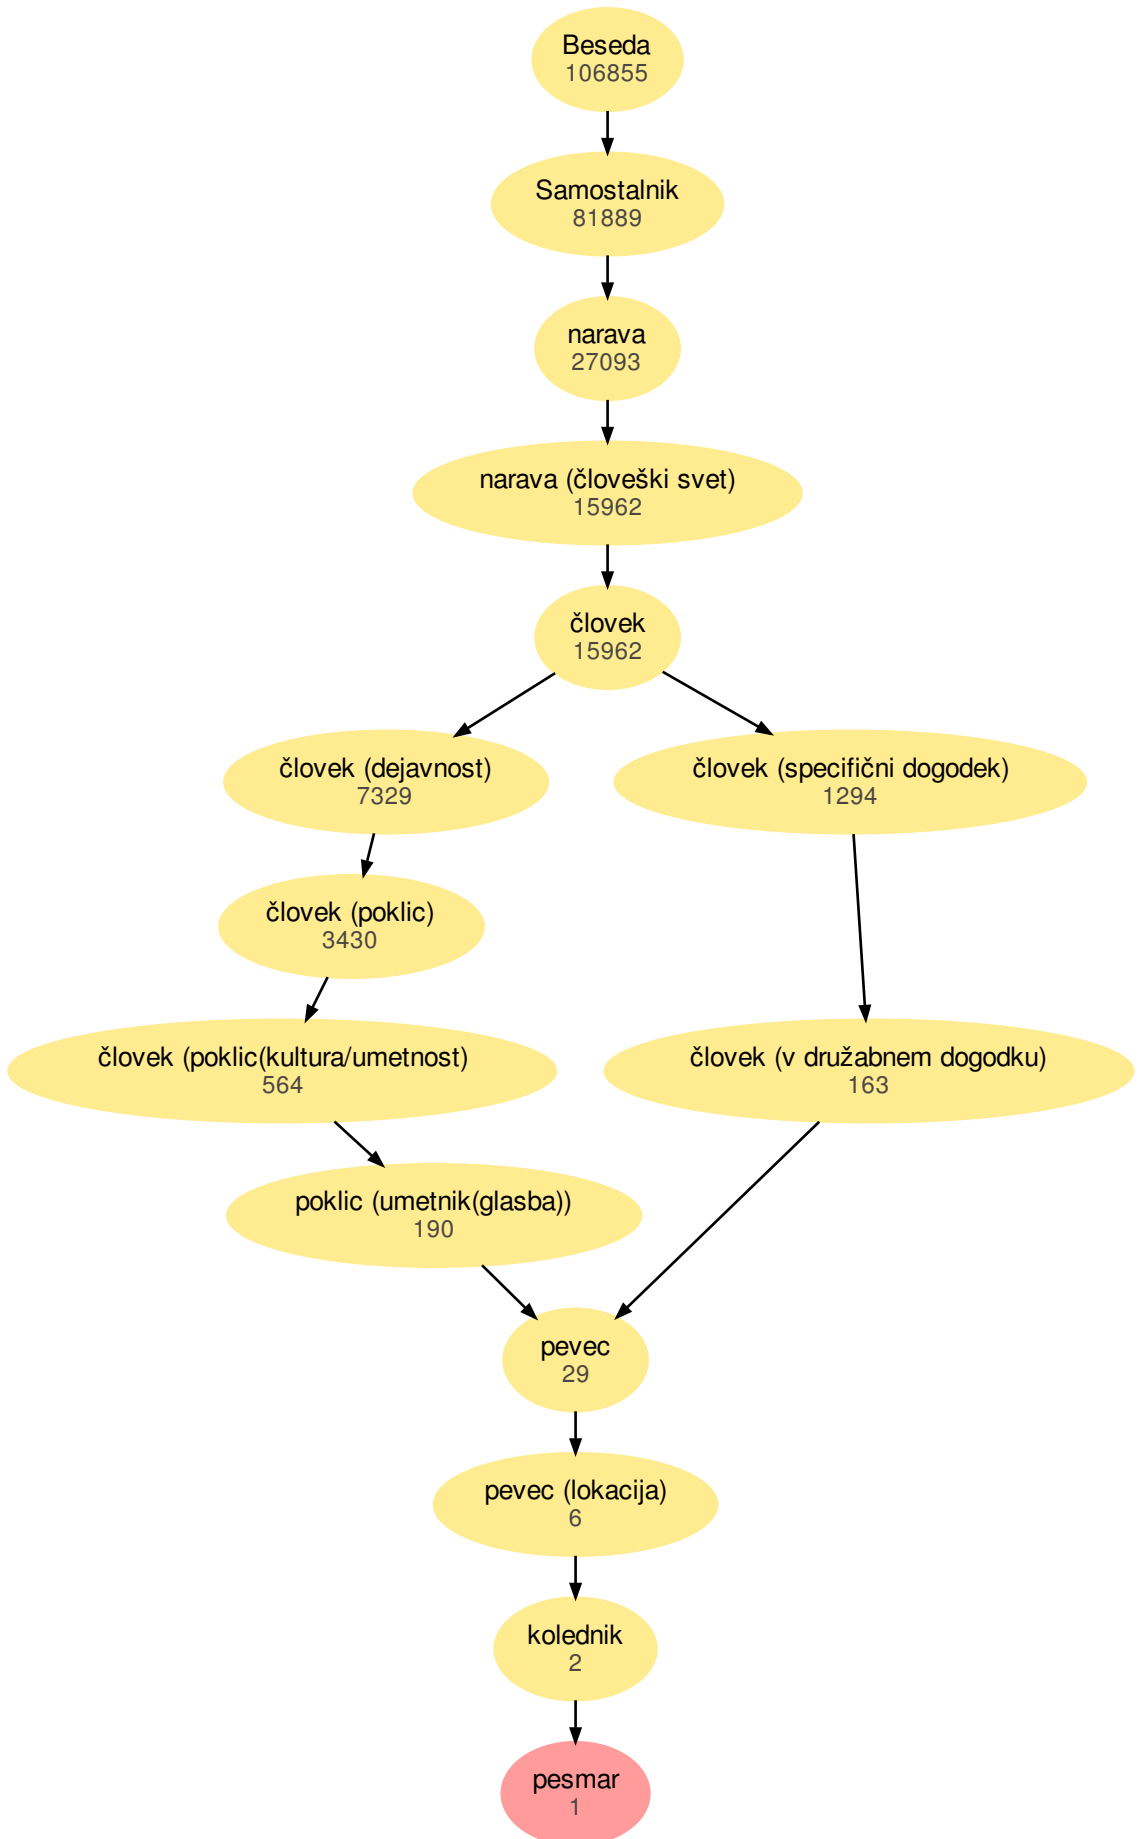 Beseda
106855
Samostalnik
81889
narava
27093
narava (človeški svet)
15962
človek
15962
človek (dejavnost)
7329
človek (specifični dogodek)
1294
človek (poklic)
3430
človek (poklic(kultura/umetnost)
564
človek (v družabnem dogodku)
163
poklic (umetnik(glasba))
190
pevec
29
pevec (lokacija)
6
kolednik
2
pesmar
1